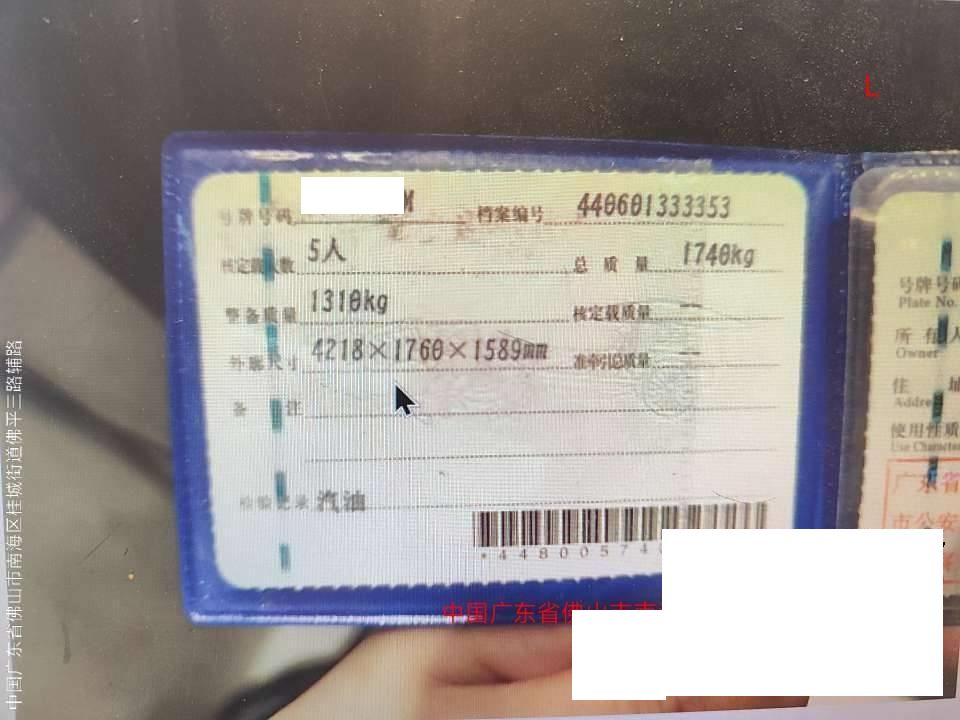 L
号牌号码 M 档案编号 440601333353
核定载人数 5人 总质量 1740kg
整备质量 1310kg 核定载质量 --
外廓尺寸 4218×1760×1589mm 准牵引总质量 --
备注
检验记录 汽油
*44800574
中国广东省佛山市南
号牌号码
Plate No.
所有人
Owner
住 址
Address
使用性质
Use Character
广东省
市公安
中国广东省佛山市南海区桂城街道佛平三路辅路